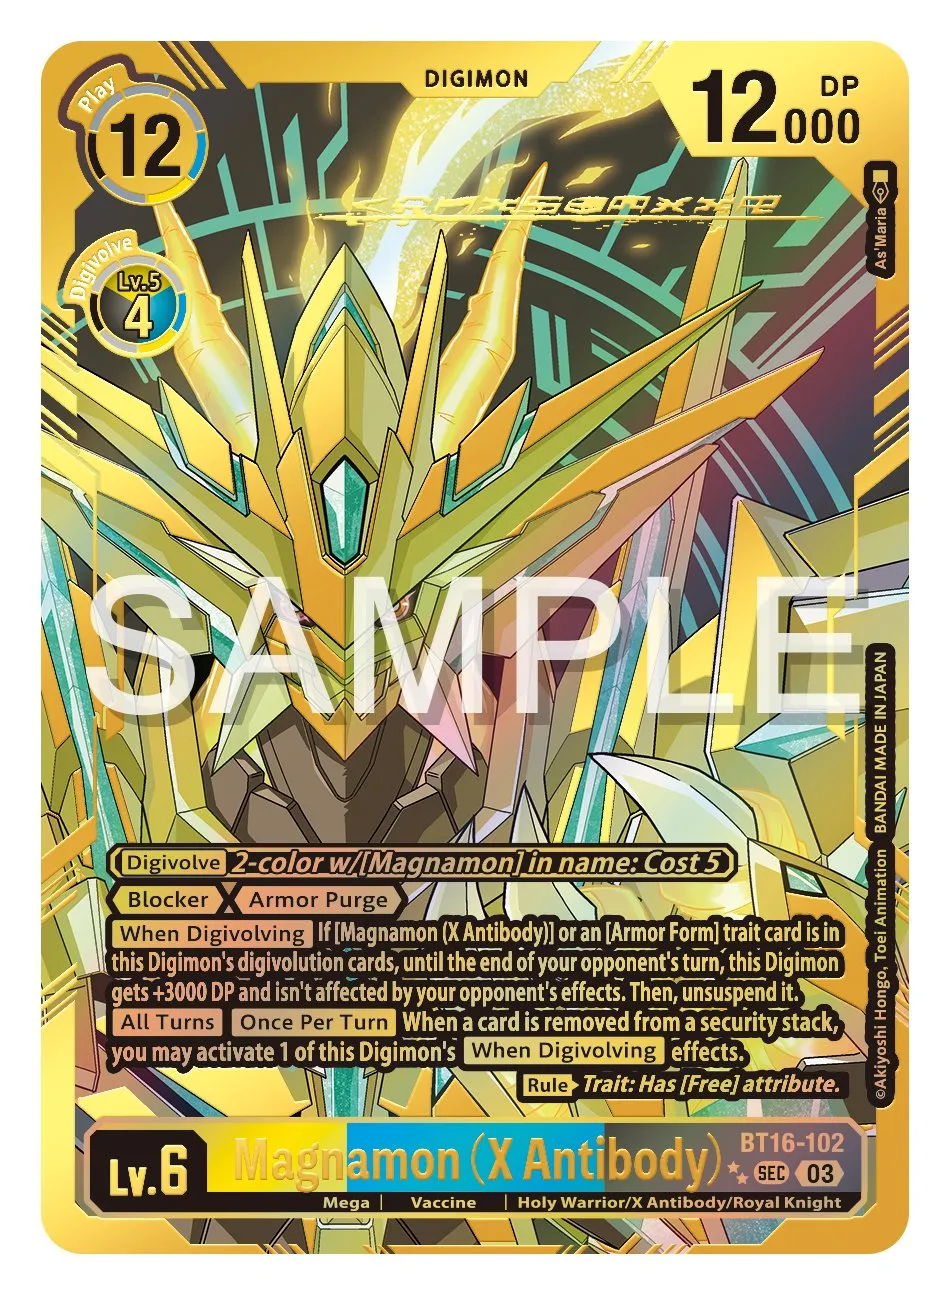 DIGIMON
Play
12
12 DP
000
Digivolve
Lv.5
4
As'Maria
SAMPLE
BANDAI MADE IN JAPAN
©Akiyoshi Hongo, Toei Animation
Digivolve 2-color w/[Magnamon] in name: Cost 5
Blocker Armor Purge
When Digivolving If [Magnamon (X Antibody)] or an [Armor Form] trait card is in
this Digimon's digivolution cards, until the end of your opponent's turn, this Digimon
gets +3000 DP and isn't affected by your opponent's effects. Then, unsuspend it.
All Turns Once Per Turn When a card is removed from a security stack,
you may activate 1 of this Digimon's When Digivolving effects.
Rule Trait: Has [Free] attribute.
Lv.6
Magnamon (X Antibody)
BT16-102
SEC 03
Mega | Vaccine | Holy Warrior/X Antibody/Royal Knight